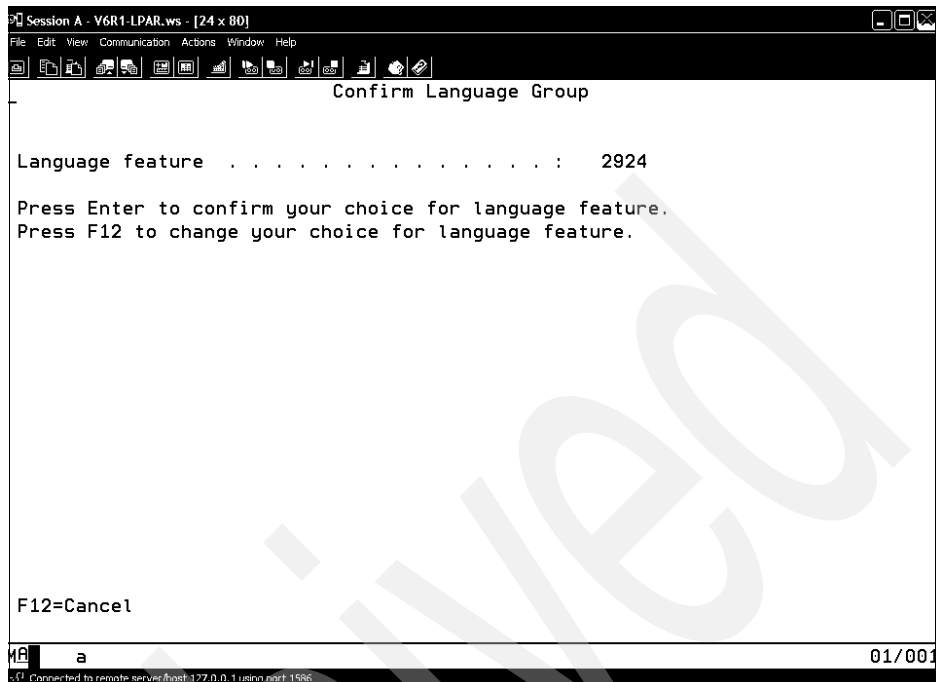 Session A - V6R1-LPAR.ws - [24 x 80]
File Edit View Communication Actions Window Help
Confirm Language Group
Language feature . . . . . . . . . . . . . . : 2924
Press Enter to confirm your choice for language feature.
Press F12 to change your choice for language feature.
F12=Cancel
MA a 01/001
Connected to remote server/host 127.0.0.1 using port 1586